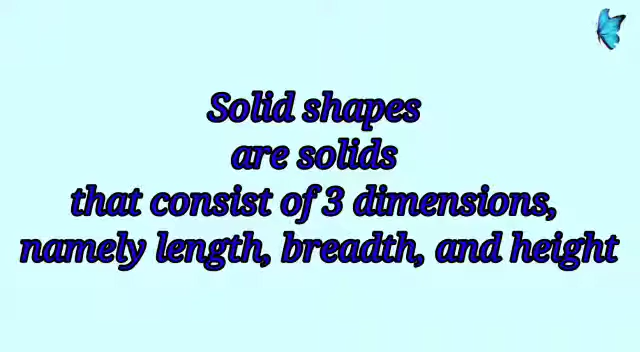 Solid shapes
are solids
that consist of 3 dimensions,
namely length, breadth, and height